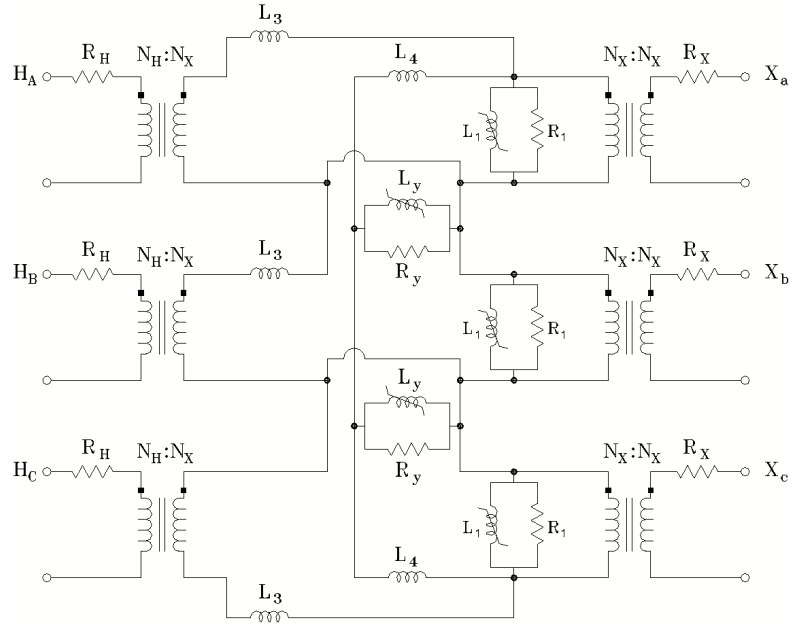 L3
RH NH:NX L4 NX:NX RX
HA Xa
L1 R1
Ly
RH NH:NX L3 Ry NX:NX RX
HB Xb
L1 R1
Ly
RH NH:NX Ry NX:NX RX
HC Xc
L1 R1
L4
L3